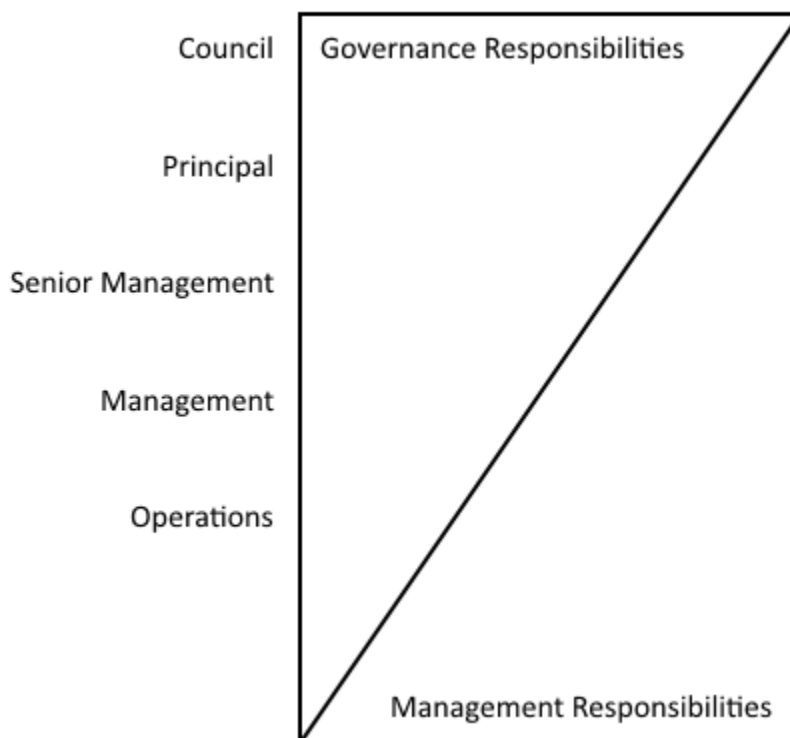 Council
Governance Responsibilities
Principal
Senior Management
Management
Operations
Management Responsibilities